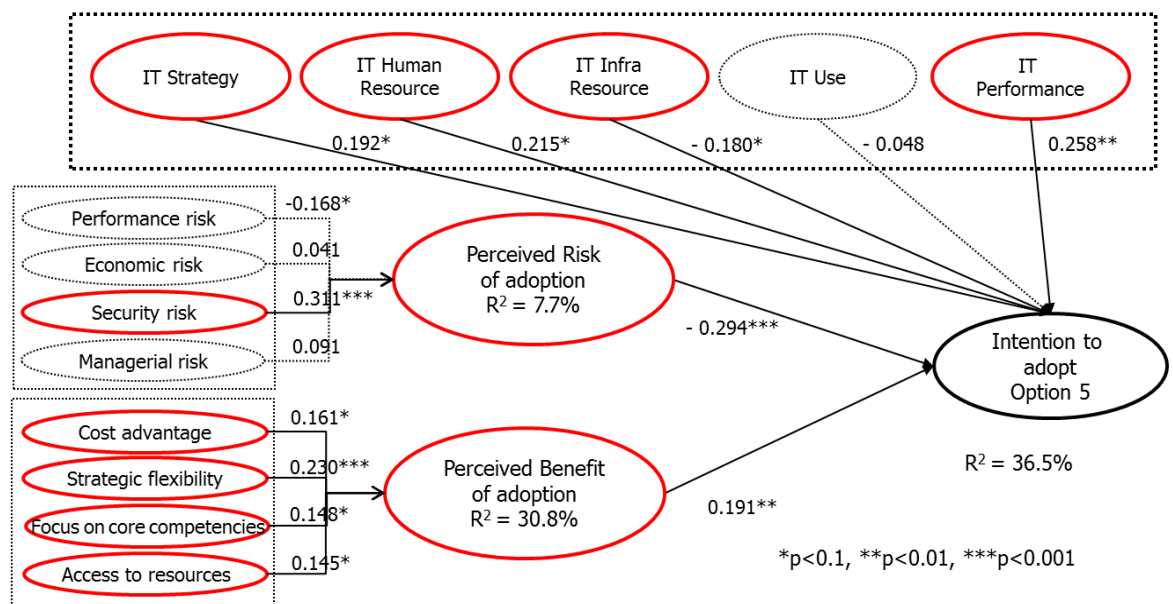 IT Strategy
IT Human
Resource
IT Infra
Resource
IT Use
IT
Performance
0.192*
0.215*
- 0.180*
- 0.048
0.258**
Performance risk
-0.168*
Economic risk
0.041
Security risk
0.311***
Managerial risk
0.091
Perceived Risk
of adoption
R² = 7.7%
- 0.294***
Intention to
adopt
Option 5
R² = 36.5%
Cost advantage
0.161*
Strategic flexibility
0.230***
Focus on core competencies
0.148*
Access to resources
0.145*
Perceived Benefit
of adoption
R² = 30.8%
0.191**
*p<0.1, **p<0.01, ***p<0.001